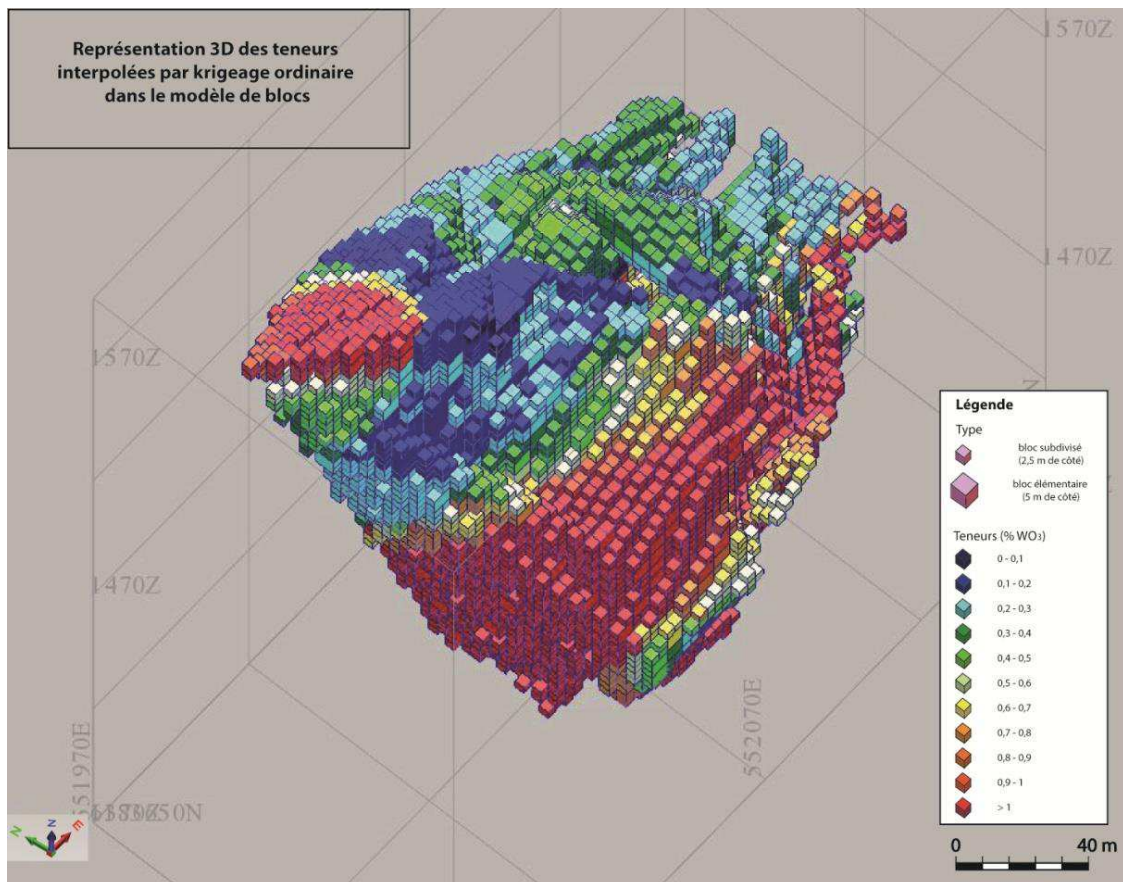 Représentation 3D des teneurs
interpolées par krigeage ordinaire
dans le modèle de blocs
1570Z
1470Z
1570Z
1470Z
Z
Z
551970E
552070E
Légende
Type
bloc subdivisé
(2,5 m de côté)
bloc élémentaire
(5 m de côté)
Teneurs (% WO3)
0 - 0,1
0,1 - 0,2
0,2 - 0,3
0,3 - 0,4
0,4 - 0,5
0,5 - 0,6
0,6 - 0,7
0,7 - 0,8
0,8 - 0,9
0,9 - 1
> 1
N
Z
E
0 40 m